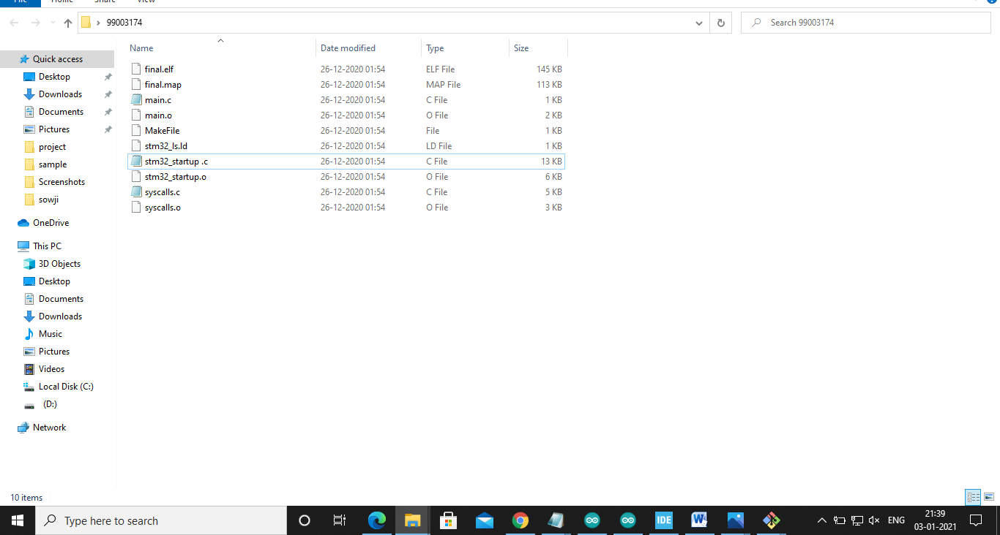 File Home Share View
99003174 Search 99003174
Name Date modified Type Size
Quick access
Desktop
Downloads
Documents
Pictures
project
sample
Screenshots
sowji
OneDrive
This PC
3D Objects
Desktop
Documents
Downloads
Music
Pictures
Videos
Local Disk (C:)
(D:)
Network
final.elf 26-12-2020 01:54 ELF File 145 KB
final.map 26-12-2020 01:54 MAP File 113 KB
main.c 26-12-2020 01:54 C File 1 KB
main.o 26-12-2020 01:54 O File 2 KB
MakeFile 26-12-2020 01:54 File 1 KB
stm32_ls.ld 26-12-2020 01:54 LD File 1 KB
stm32_startup .c 26-12-2020 01:54 C File 13 KB
stm32_startup.o 26-12-2020 01:54 O File 6 KB
syscalls.c 26-12-2020 01:54 C File 5 KB
syscalls.o 26-12-2020 01:54 O File 3 KB
10 items
Type here to search
IDE
W
ENG
21:39
03-01-2021